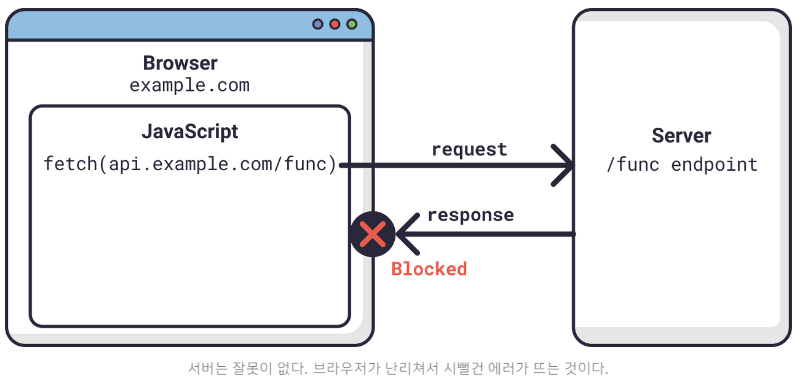 Browser
example.com
JavaScript
fetch(api.example.com/func)
request
response
Blocked
Server
/func endpoint
서버는 잘못이 없다. 브라우저가 난리쳐서 시뻘건 에러가 뜨는 것이다.